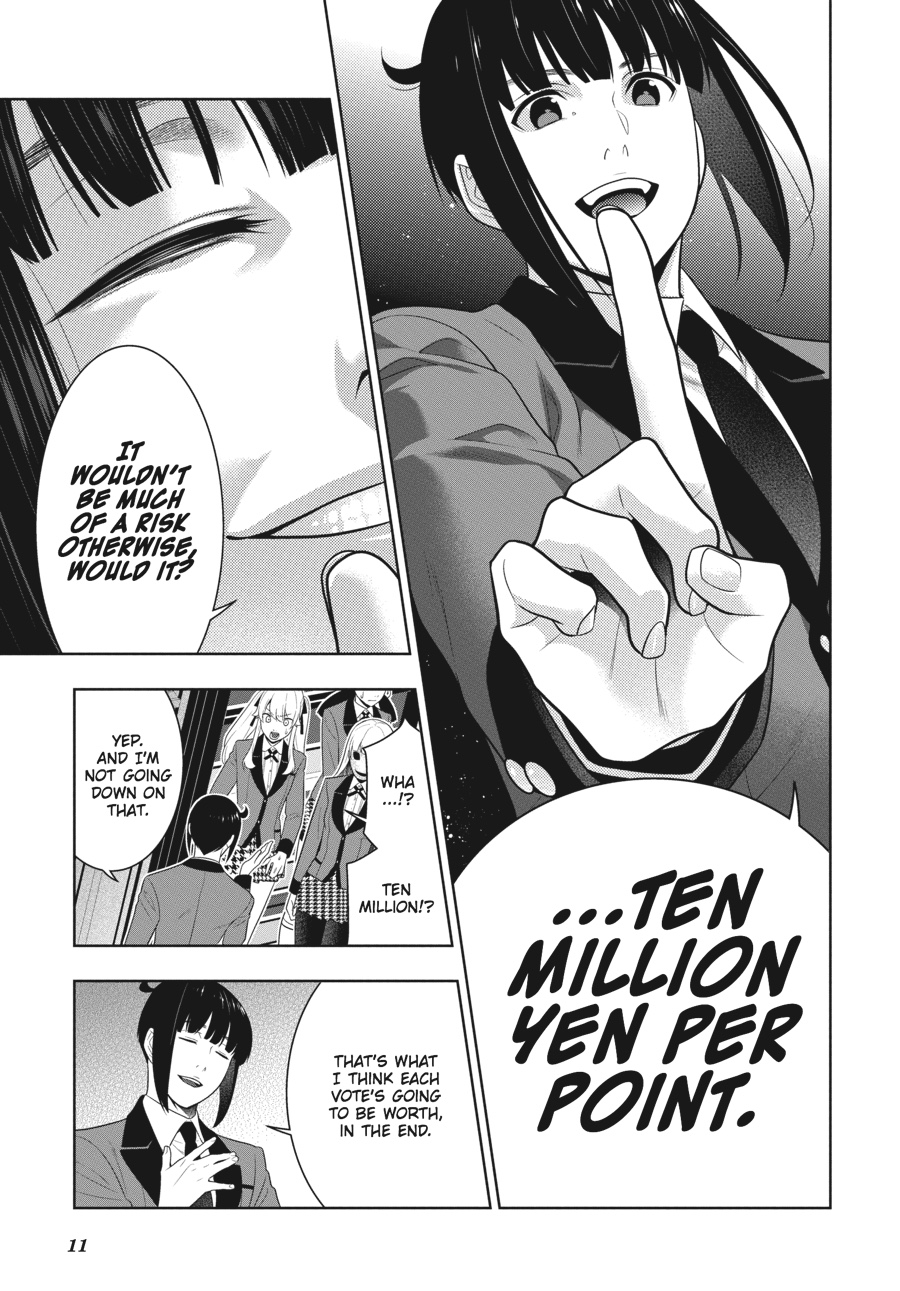 ...TEN
MILLION
YEN PER
POINT.
IT
WOULDN'T
BE MUCH
OF A RISK
OTHERWISE,
WOULD IT?
WHA
...!?
TEN
MILLION!?
YEP.
AND I'M
NOT GOING
DOWN ON
THAT.
THAT'S WHAT
I THINK EACH
VOTE'S GOING
TO BE WORTH,
IN THE END.
11